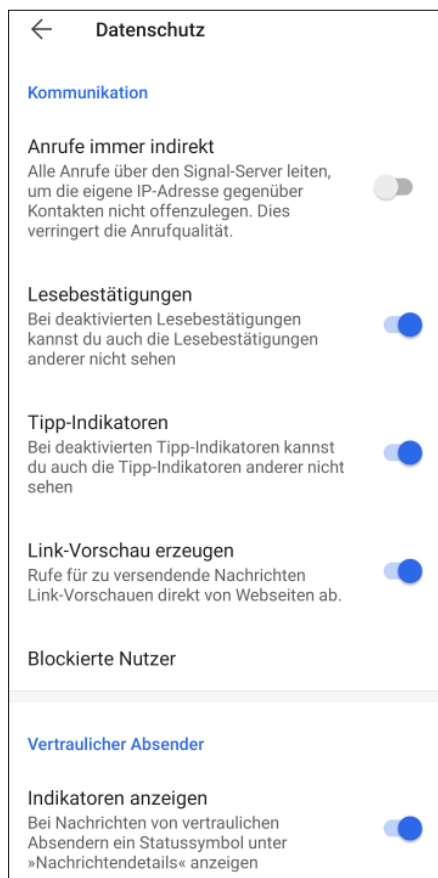 Datenschutz
Kommunikation
Anrufe immer indirekt
Alle Anrufe über den Signal-Server leiten,
um die eigene IP-Adresse gegenüber
Kontakten nicht offenzulegen. Dies
verringert die Anrufqualität.
Lesebestätigungen
Bei deaktivierten Lesebestätigungen
kannst du auch die Lesebestätigungen
anderer nicht sehen
Tipp-Indikatoren
Bei deaktivierten Tipp-Indikatoren kannst
du auch die Tipp-Indikatoren anderer nicht
sehen
Link-Vorschau erzeugen
Rufe für zu versendende Nachrichten
Link-Vorschauen direkt von Webseiten ab.
Blockierte Nutzer
Vertraulicher Absender
Indikatoren anzeigen
Bei Nachrichten von vertraulichen
Absendern ein Statussymbol unter
»Nachrichtendetails« anzeigen